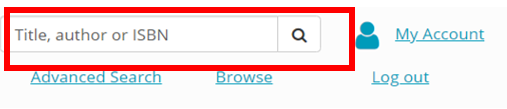 Title, author or ISBN My Account
Advanced Search Browse Log out